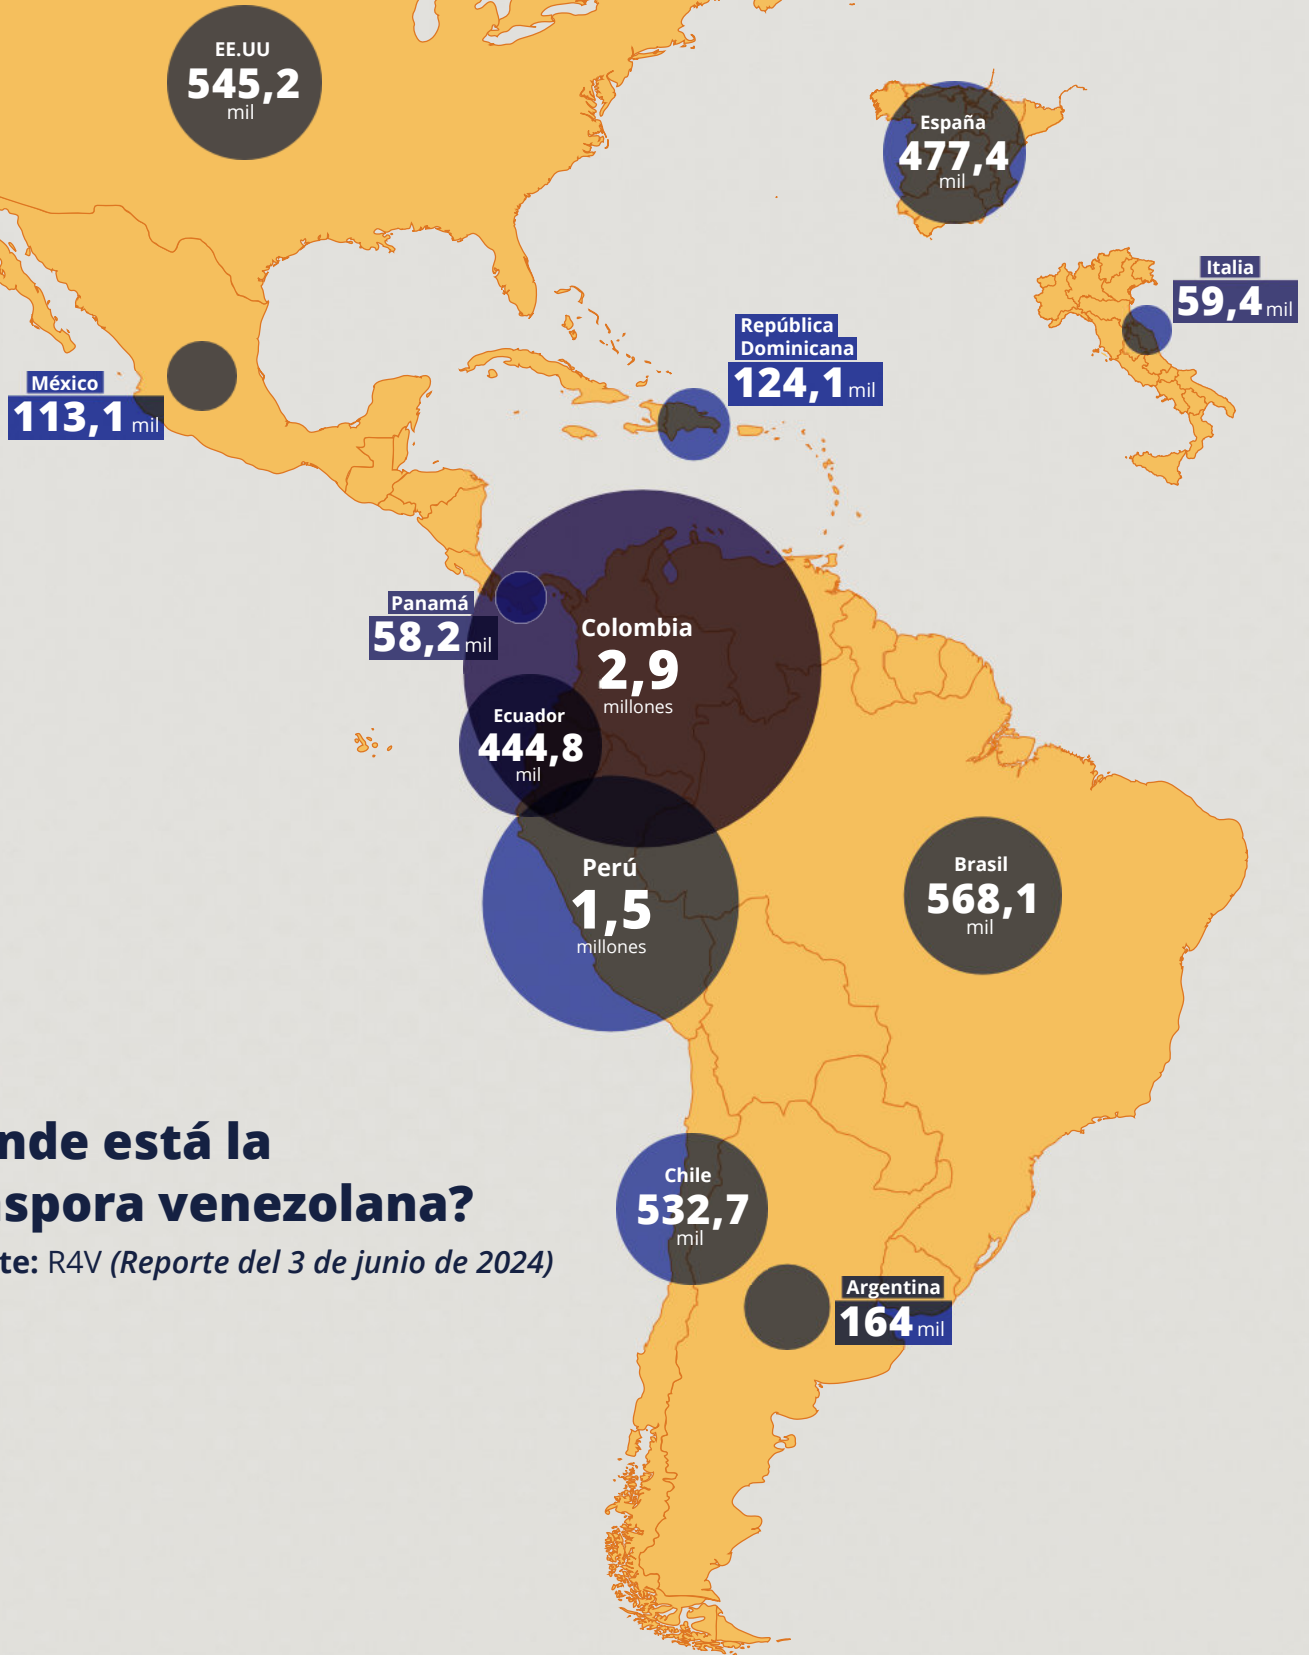 EE.UU
545,2
mil
España
477,4
mil
Italia
59,4 mil
República
Dominicana
124,1 mil
México
113,1 mil
Panamá
58,2 mil
Colombia
2,9
millones
Ecuador
444,8
mil
Perú
1,5
millones
Brasil
568,1
mil
nde está la
spora venezolana?
te: R4V (Reporte del 3 de junio de 2024)
Chile
532,7
mil
Argentina
164 mil